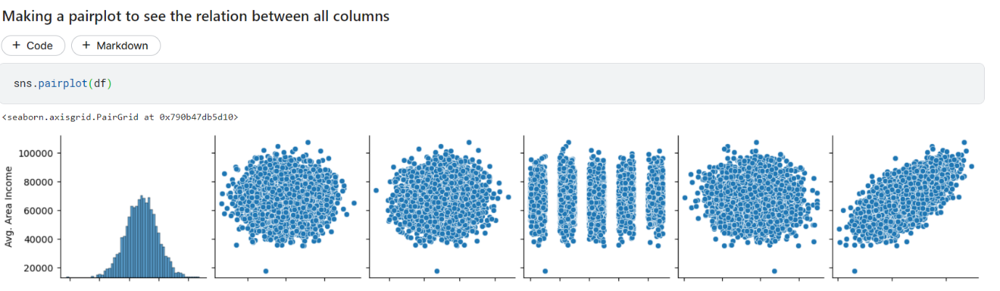 Making a pairplot to see the relation between all columns
+ Code + Markdown
sns.pairplot(df)
<seaborn.axisgrid.PairGrid at 0x790b47db5d10>
100000
80000
60000
40000
20000
Avg. Area Income